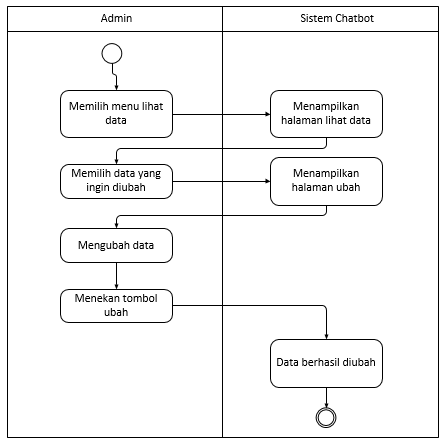 Admin
Sistem Chatbot
Memilih menu lihat
data
Menampilkan
halaman lihat data
Memilih data yang
ingin diubah
Menampilkan
halaman ubah
Mengubah data
Menekan tombol
ubah
Data berhasil diubah